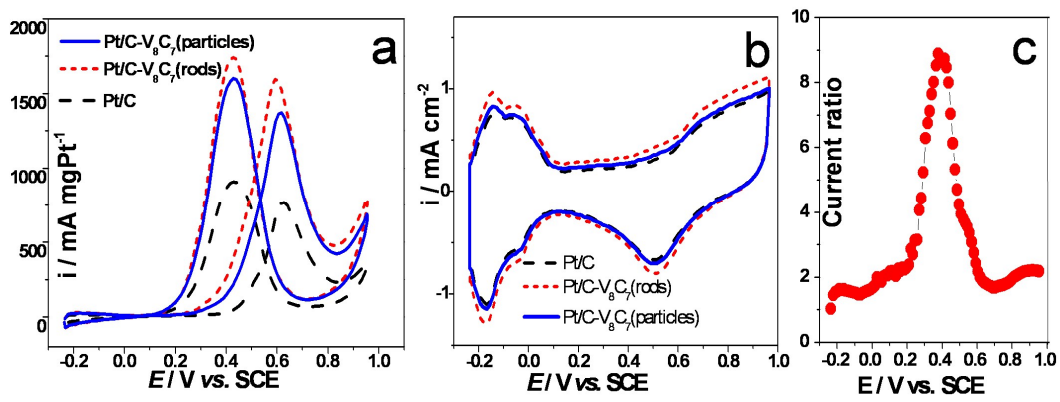 a
2000
1750
1500
1250
1000
750
500
250
0
i / mA mgPt⁻¹
Pt/C-V₈C₇(particles)
Pt/C-V₈C₇(rods)
Pt/C
-0.2 0.0 0.2 0.4 0.6 0.8 1.0
E / V vs. SCE
b
1
0
-1
i / mA cm⁻²
Pt/C
Pt/C-V₈C₇(rods)
Pt/C-V₈C₇(particles)
-0.2 0.0 0.2 0.4 0.6 0.8 1.0
E / V vs. SCE
c
10
8
6
4
2
0
Current ratio
-0.2 0.0 0.2 0.4 0.6 0.8 1.0
E / V vs. SCE